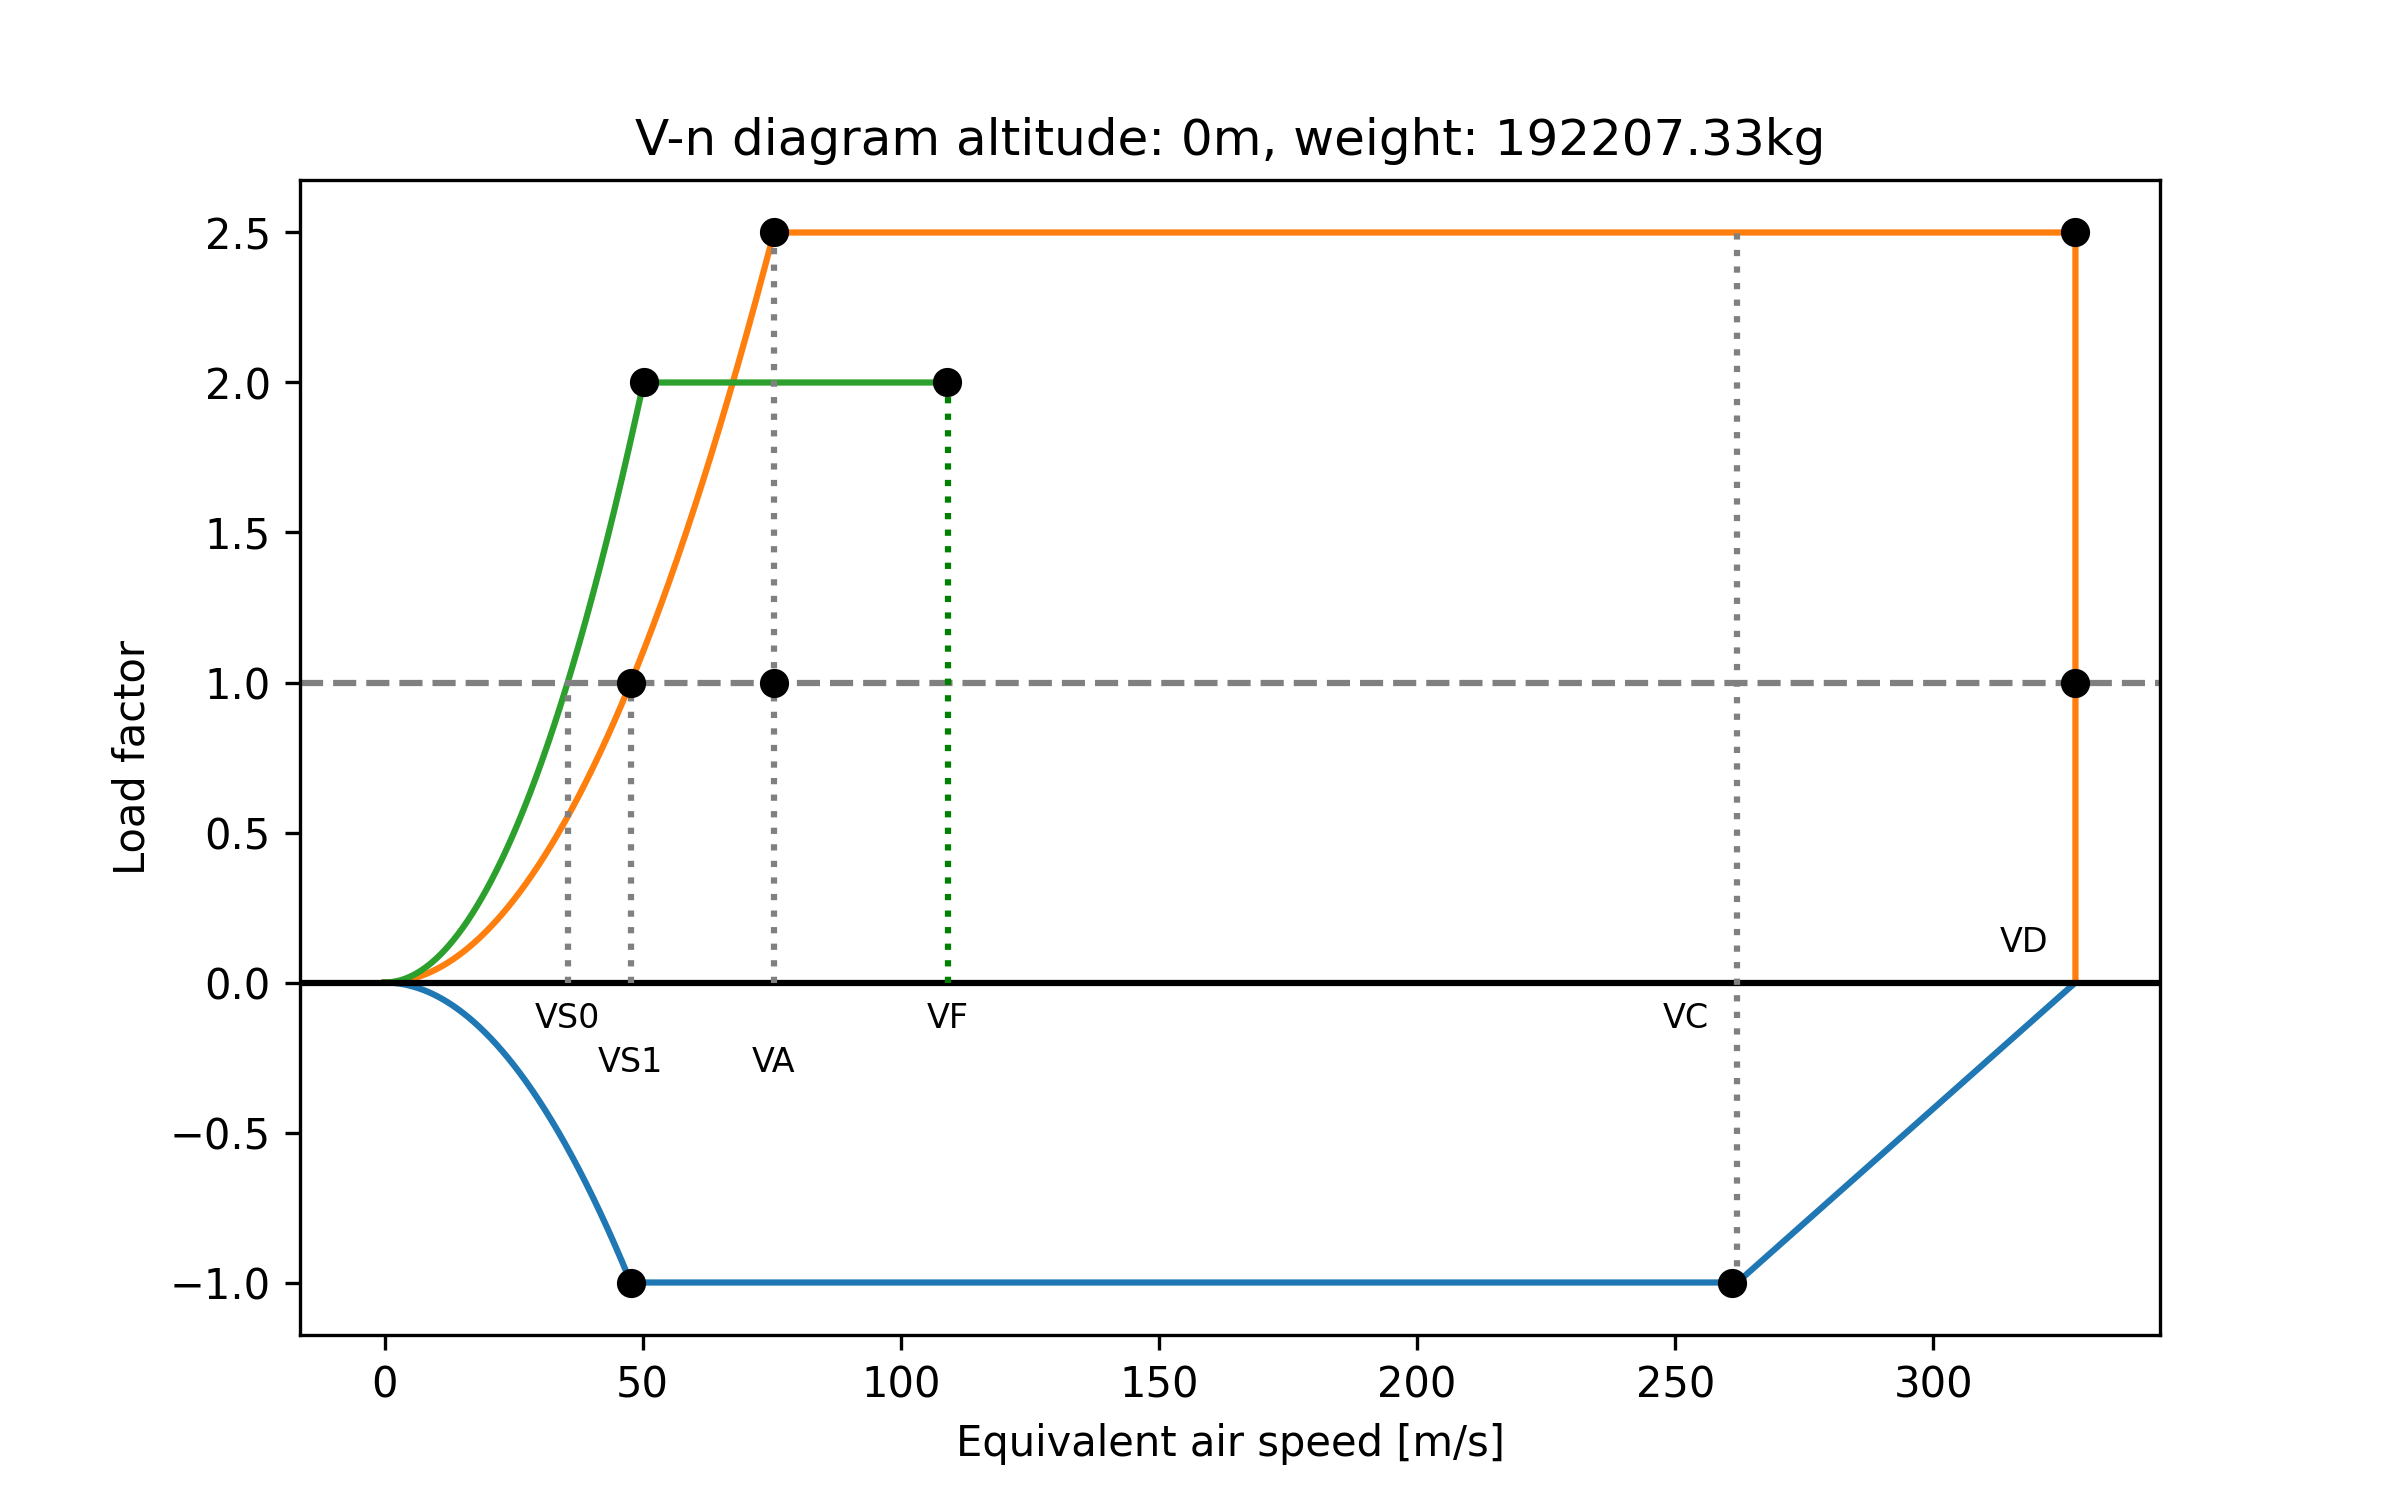 V-n diagram altitude: 0m, weight: 192207.33kg
2.5
2.0
1.5
1.0
0.5
0.0
−0.5
−1.0
Load factor
VD
VS0
VF
VC
VS1
VA
0
50
100
150
200
250
300
Equivalent air speed [m/s]